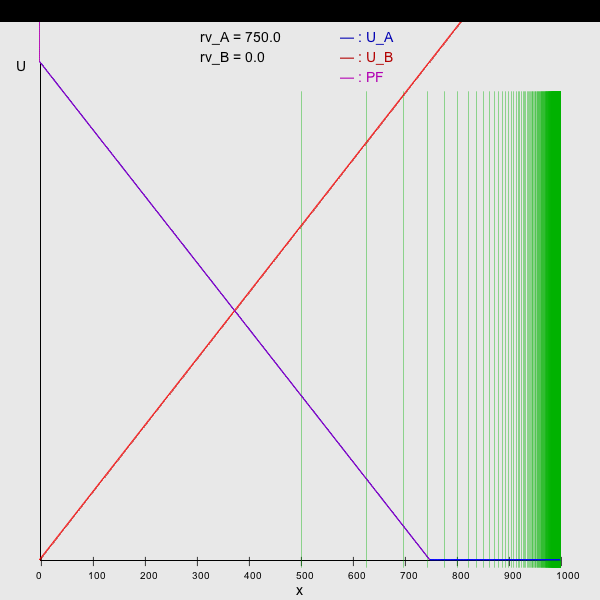 rv_A = 750.0
rv_B = 0.0
— : U_A
— : U_B
— : PF
U
0 100 200 300 400 500 600 700 800 900 1000
x